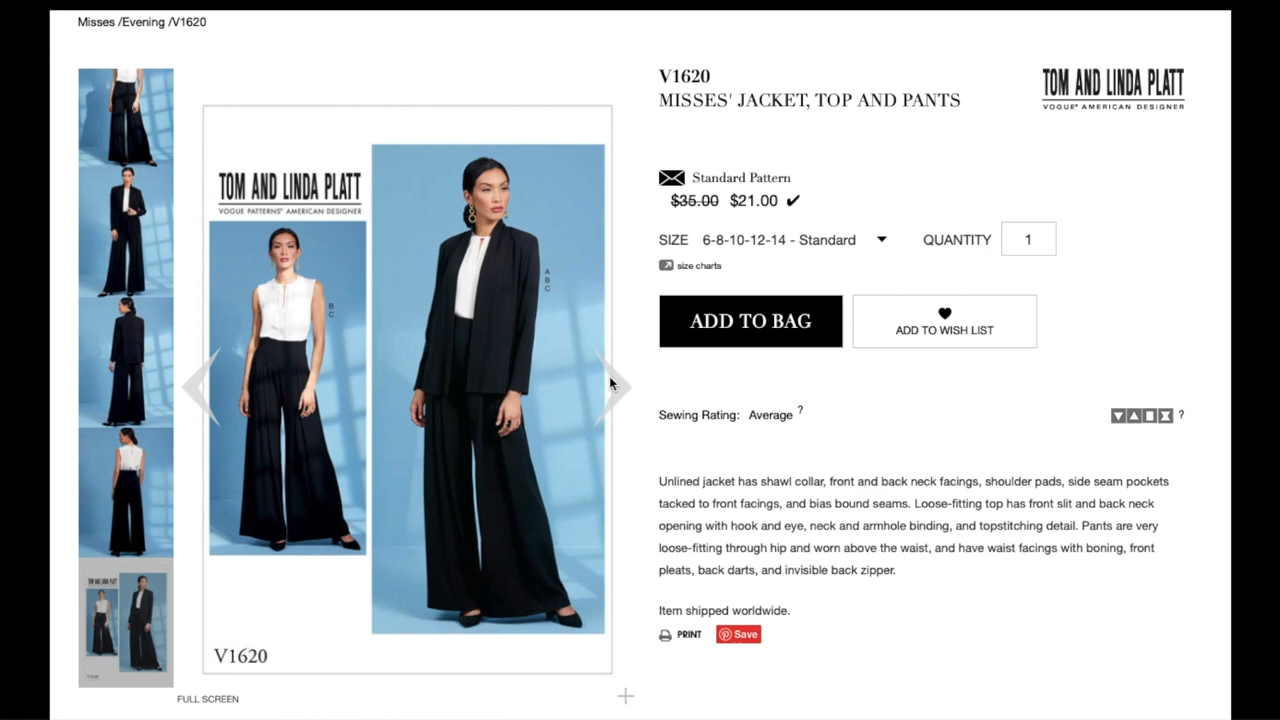 Misses /Evening /V1620
TOM AND LINDA PLATT
VOGUE PATTERNS® AMERICAN DESIGNER
B
C
A
B
C
V1620
FULL SCREEN
V1620
MISSES' JACKET, TOP AND PANTS
TOM AND LINDA PLATT
VOGUE® AMERICAN DESIGNER
Standard Pattern
$35.00 $21.00 ✔
SIZE 6-8-10-12-14 - Standard QUANTITY 1
size charts
ADD TO BAG
ADD TO WISH LIST
Sewing Rating: Average ?
?
Unlined jacket has shawl collar, front and back neck facings, shoulder pads, side seam pockets
tacked to front facings, and bias bound seams. Loose-fitting top has front slit and back neck
opening with hook and eye, neck and armhole binding, and topstitching detail. Pants are very
loose-fitting through hip and worn above the waist, and have waist facings with boning, front
pleats, back darts, and invisible back zipper.
Item shipped worldwide.
PRINT Save